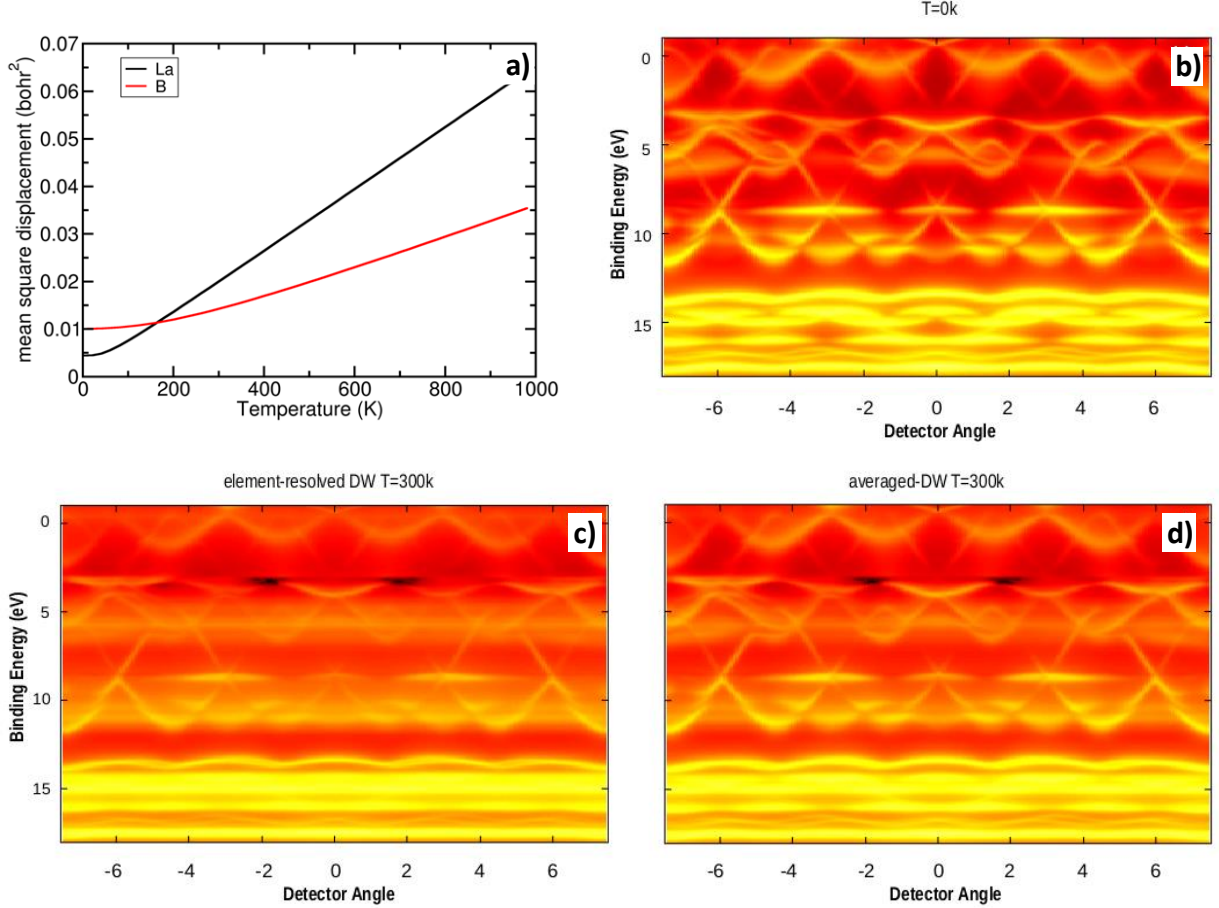 a)
0.07
0.06
0.05
0.04
0.03
0.02
0.01
0
mean square displacement (bohr²)
La
B
0 200 400 600 800 1000
Temperature (K)
T=0k
b)
0
5
10
15
Binding Energy (eV)
-6 -4 -2 0 2 4 6
Detector Angle
element-resolved DW T=300k
c)
0
5
10
15
Binding Energy (eV)
-6 -4 -2 0 2 4 6
Detector Angle
averaged-DW T=300k
d)
-6 -4 -2 0 2 4 6
Detector Angle